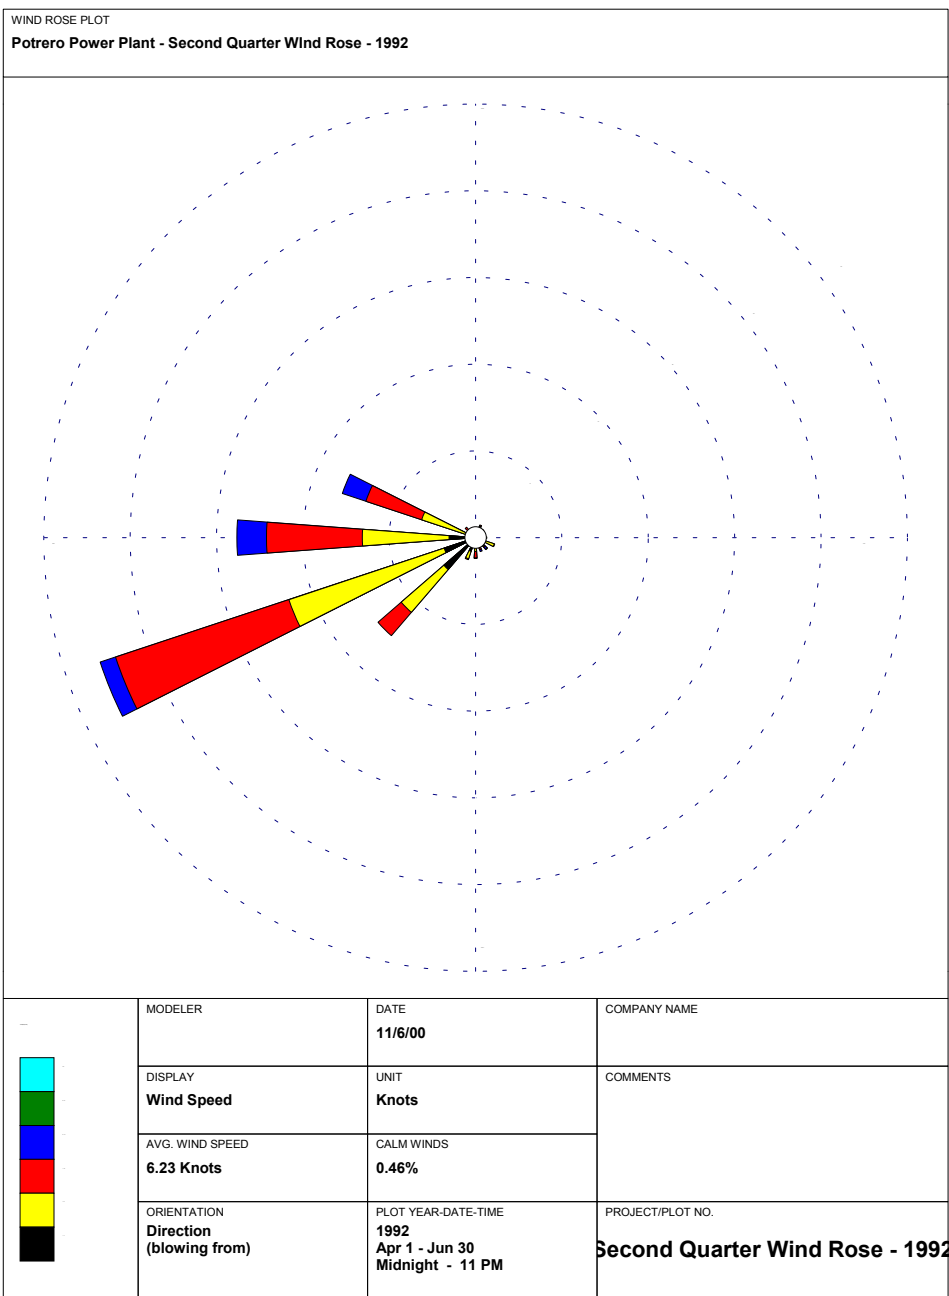 WIND ROSE PLOT
Potrero Power Plant - Second Quarter WInd Rose - 1992
MODELER
DATE
11/6/00
COMPANY NAME
DISPLAY
Wind Speed
UNIT
Knots
COMMENTS
AVG. WIND SPEED
6.23 Knots
CALM WINDS
0.46%
ORIENTATION
Direction
(blowing from)
PLOT YEAR-DATE-TIME
1992
Apr 1 - Jun 30
Midnight - 11 PM
PROJECT/PLOT NO.
Second Quarter Wind Rose - 1992